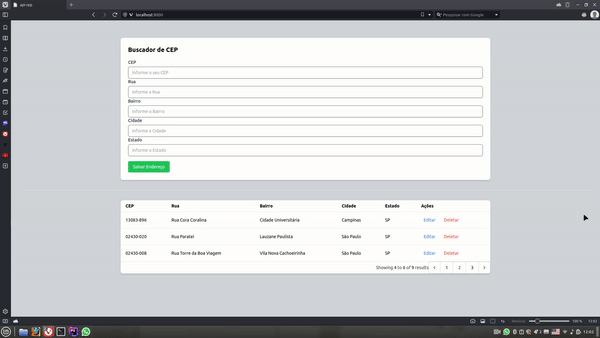 api-cep
localhost:8000
Pesquisar com Google
Buscador de CEP
CEP
Informe o seu CEP
Rua
Informe a Rua
Bairro
Informe o Bairro
Cidade
Informe a Cidade
Estado
Informe o Estado
Salvar Endereço
CEP Rua Bairro Cidade Estado Ações
13083-896 Rua Cora Coralina Cidade Universitária Campinas SP Editar Deletar
02430-020 Rua Parateí Lauzane Paulista São Paulo SP Editar Deletar
02430-008 Rua Torre da Boa Viagem Vila Nova Cachoeirinha São Paulo SP Editar Deletar
Showing 4 to 6 of 9 results < 1 2 3 >
100 %